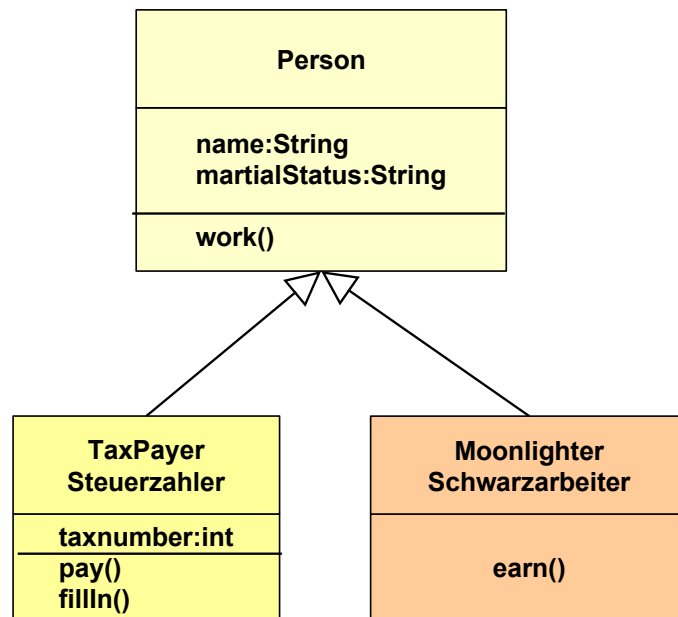 Person
name:String
martialStatus:String
work()
TaxPayer
Steuerzahler
taxnumber:int
pay()
fillIn()
Moonlighter
Schwarzarbeiter
earn()